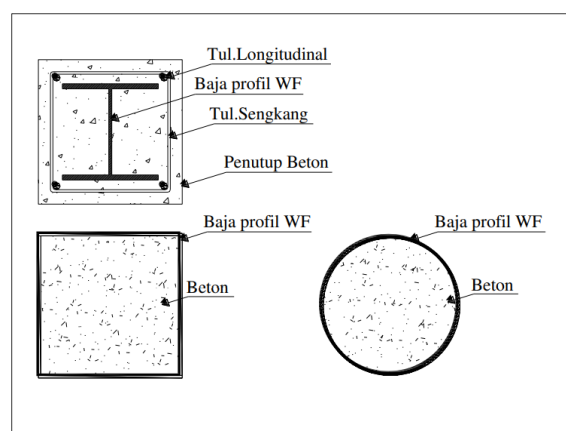 Tul.Longitudinal
Baja profil WF
Tul.Sengkang
Penutup Beton
Baja profil WF
Beton
Baja profil WF
Beton